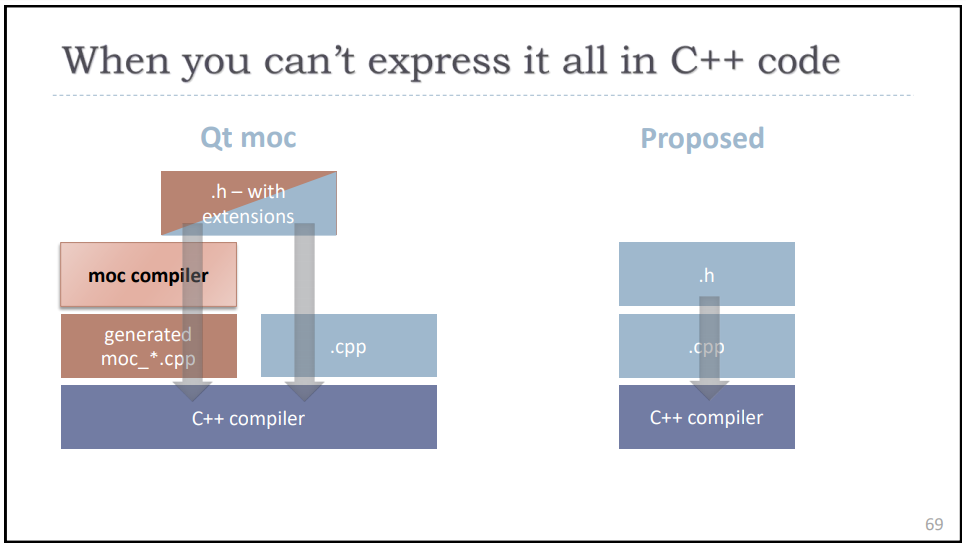 When you can't express it all in C++ code
Qt moc
.h – with
extensions
moc compiler
generated
moc_*.cpp
.cpp
C++ compiler
Proposed
.h
.cpp
C++ compiler
69